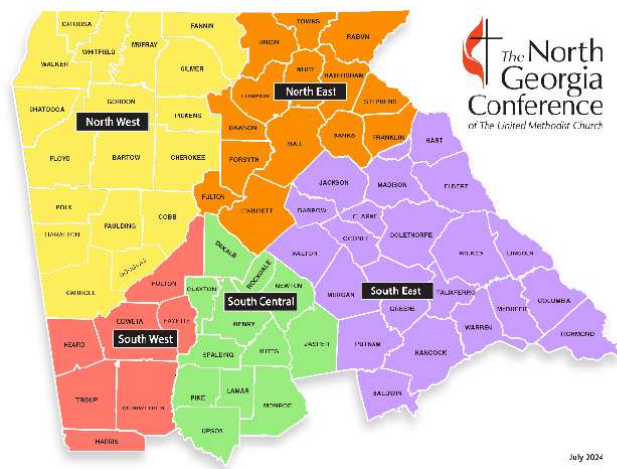 The North
Georgia
Conference
of The United Methodist Church
CATOOSA
FANNIN
TOWNS
RABUN
MURRAY
WHITFIELD
UNION
WALKER
GILMER
WHITE
HABERSHAM
North East
LUMPKIN
STEPHENS
CHATOOGA
GORDON
PICKENS
North West
DAWSON
BANKS
FRANKLIN
HART
HALL
FLOYD
BARTOW
CHEROKEE
FORSYTH
JACKSON
MADISON
ELBERT
FULTON
POLK
COBB
GWINNETT
BARROW
CLARKE
PAULDING
HARALSON
OCONEE
OGLETHORPE
DOUGLAS
DEKALB
WALTON
WILKES
LINCOLN
ROCKDALE
FULTON
CLAYTON
NEWTON
CARROLL
MORGAN
South East
TALIAFERRO
South Central
COLUMBIA
GREENE
MCDUFFIE
COWETA
FAYETTE
HENRY
WARREN
RICHMOND
South West
HEARD
BUTTS
JASPER
PUTNAM
SPALDING
HANCOCK
TROUP
MERIWETHER
PIKE
LAMAR
MONROE
BALDWIN
UPSON
HARRIS
July 2024